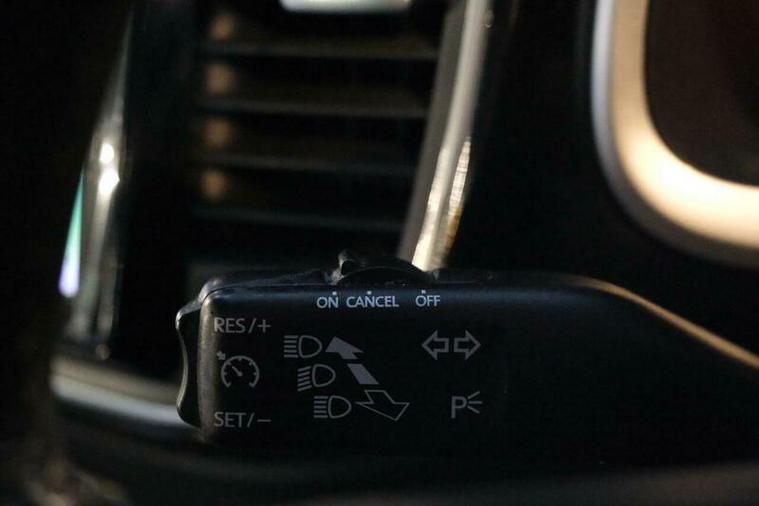 ON CANCEL OFF
RES/+
SET/-
P